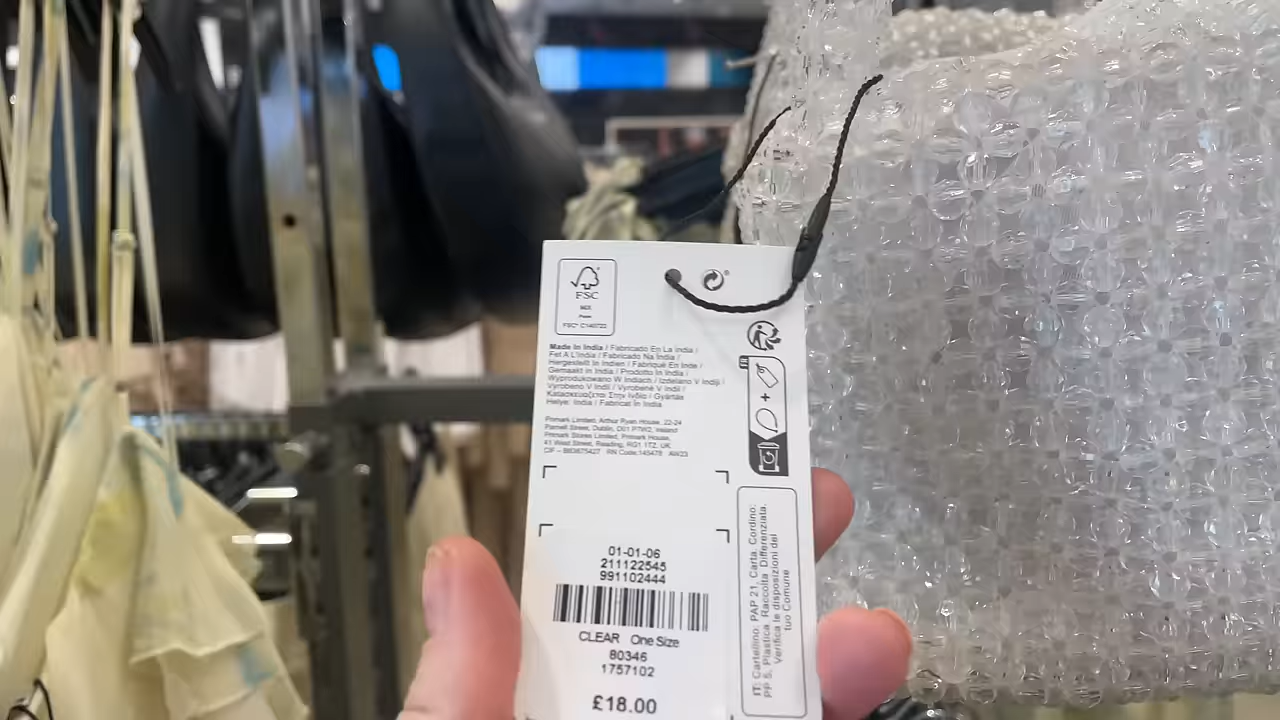 FSC
MIX
FSC® C140722
Made In India / Fabricado En La India /
Fet A L'India / Fabricado Na Índia /
Hergestellt In Indien / Fabriqué En Inde /
Gemaakt in India / Prodotto In India /
Wyprodukowano W Indiach / Izdelano V Indiji /
Vyrobeno V Indii / Vyrobené V Indii /
Κατασκευάζεται Στην Ινδία / Gyártás
Helye: India / Fabricat în India
Primark Limited, Arthur Ryan House, 22-24
Parnell Street, Dublin, D01 P7W2, Ireland
Primark Stores Limited, Primark House,
41 West Street, Reading, RG1 1TZ, UK
RN Code:145478 AW23
FR
+
IT: Cartellino: PAP 21, Carta. Cordino:
PP 5, Plastica. Raccolta Differenziata.
Verifica le disposizioni del
tuo Comune
01-01-06
211122545
991102444
CLEAR One Size
80346
1757102
£18.00